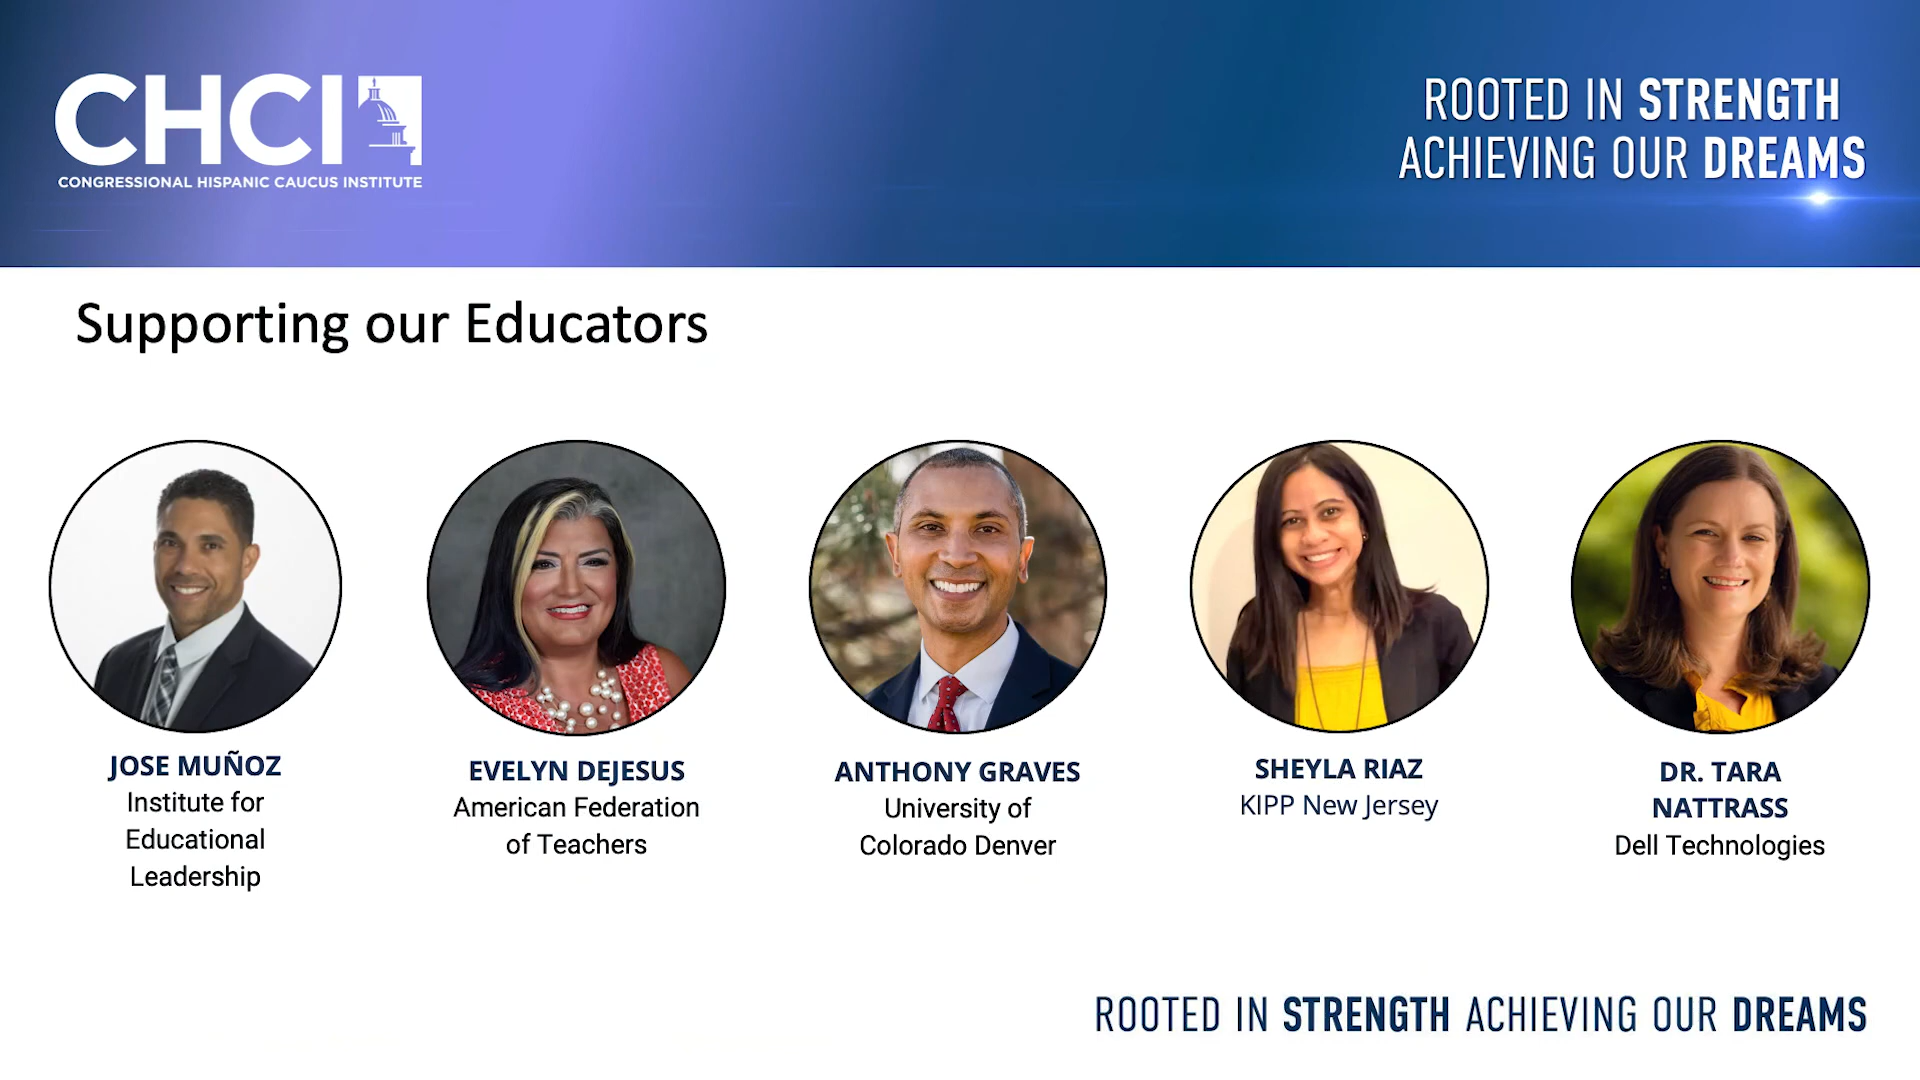 CHCI
CONGRESSIONAL HISPANIC CAUCUS INSTITUTE
ROOTED IN STRENGTH
ACHIEVING OUR DREAMS
Supporting our Educators
JOSE MUÑOZ
Institute for
Educational
Leadership
EVELYN DEJESUS
American Federation
of Teachers
ANTHONY GRAVES
University of
Colorado Denver
SHEYLA RIAZ
KIPP New Jersey
DR. TARA
NATTRASS
Dell Technologies
ROOTED IN STRENGTH ACHIEVING OUR DREAMS